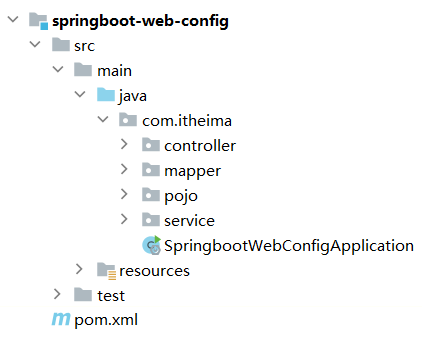 springboot-web-config
src
main
java
com.itheima
controller
mapper
pojo
service
SpringbootWebConfigApplication
resources
test
pom.xml